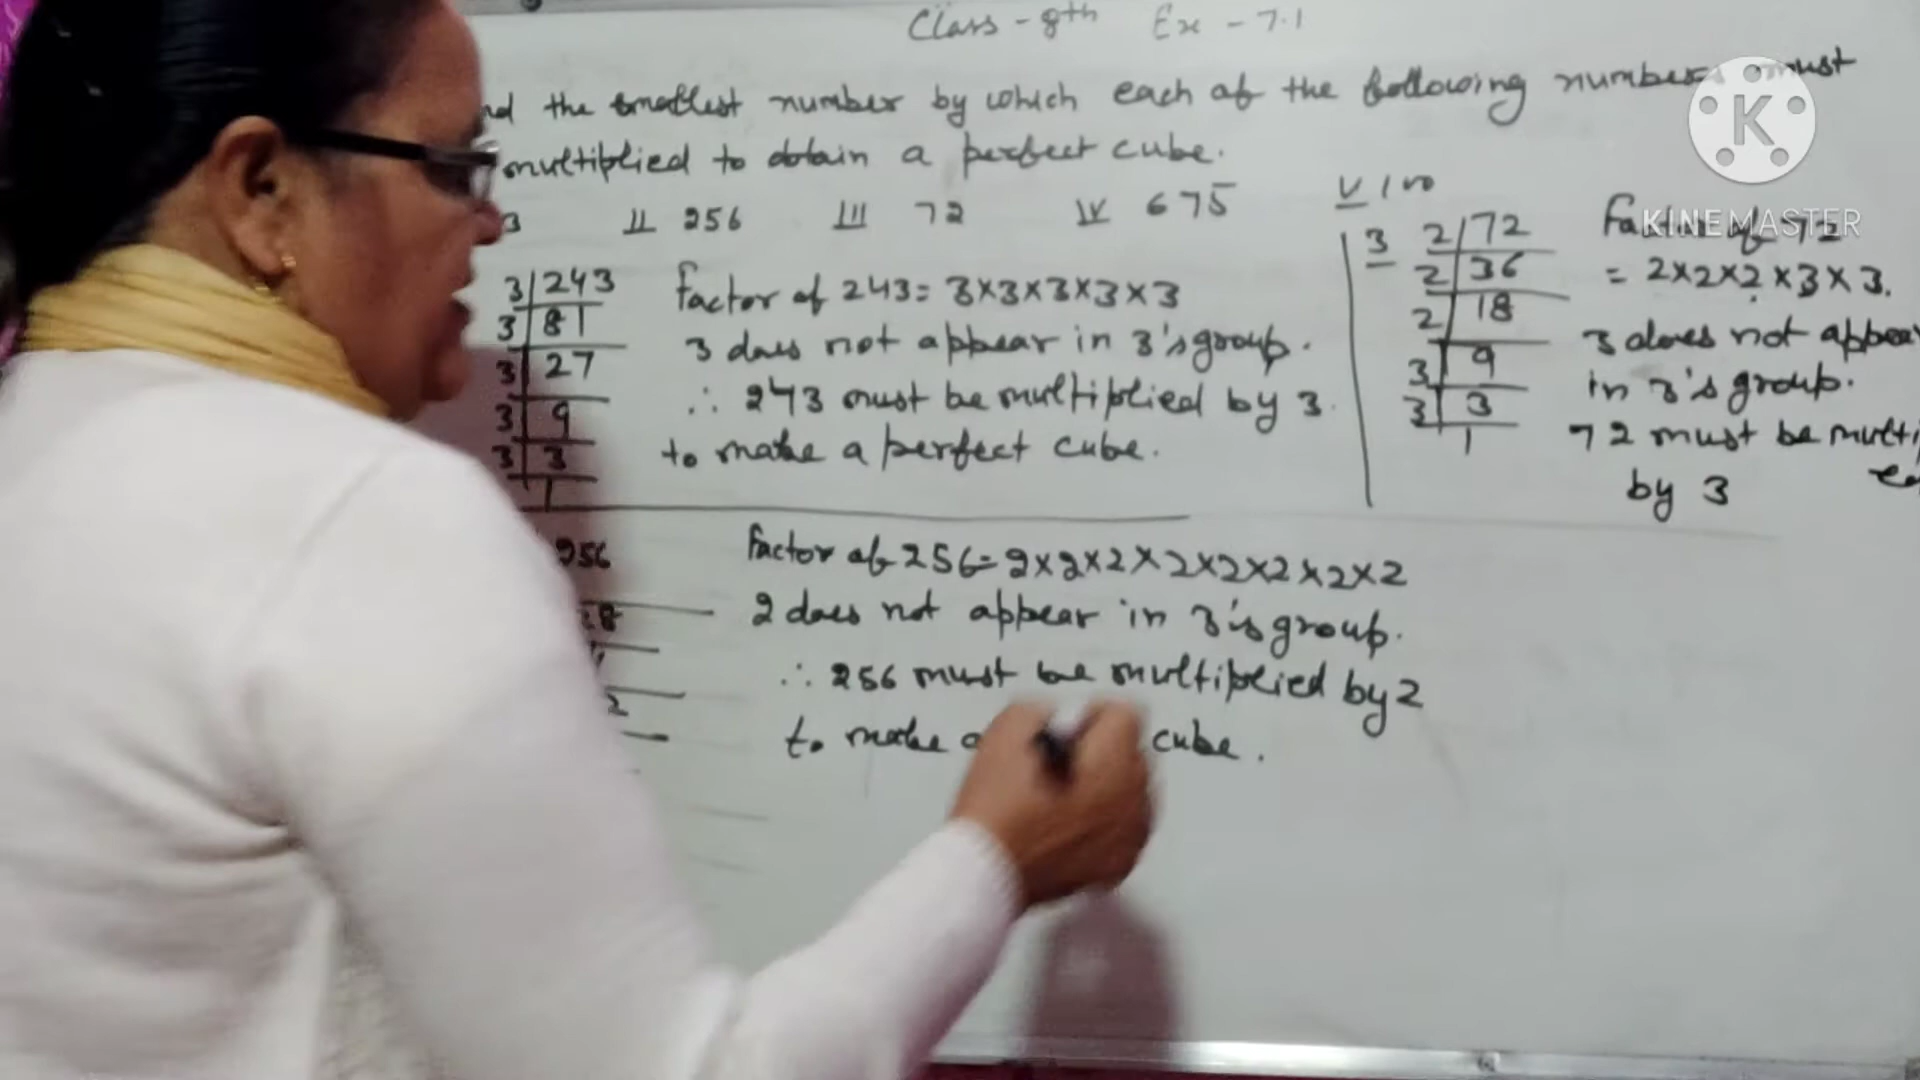 Class - 8th Ex - 7.1
nd the smallest number by which each of the following numbers must
multiplied to obtain a perfect cube.
3 II 256 III 72 IV 675 V 100
3 | 243
3 | 81
3 | 27
3 | 9
3 | 3
1
Factor of 243 = 3×3×3×3×3
3 does not appear in 3's group.
∴ 243 must be multiplied by 3.
to make a perfect cube.
3 2 | 72
2 | 36
2 | 18
3 | 9
3 | 3
1
Factor of 72
= 2×2×2×3×3.
3 does not appear
in 3's group.
72 must be multi
by 3
256
28
2
Factor of 256 = 2×2×2×2×2×2×2×2
2 does not appear in 3's group.
∴ 256 must be multiplied by 2
to make a cube.
K
KINEMASTER